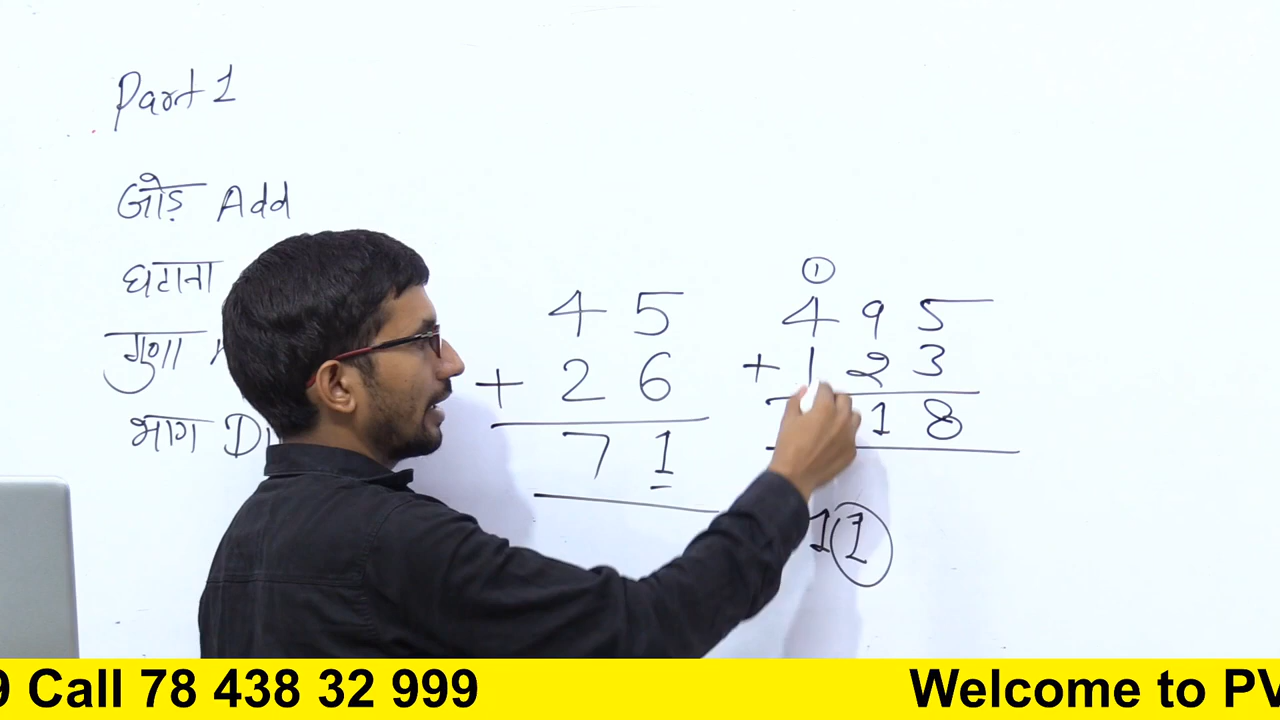 Part 1
जोड़ Add
घटाना
गुणा
भाग
①
4 5
+ 2 6
7 1
4 9 5
+ 1 2 3
1 8
1 1
9 Call 78 438 32 999
Welcome to PV